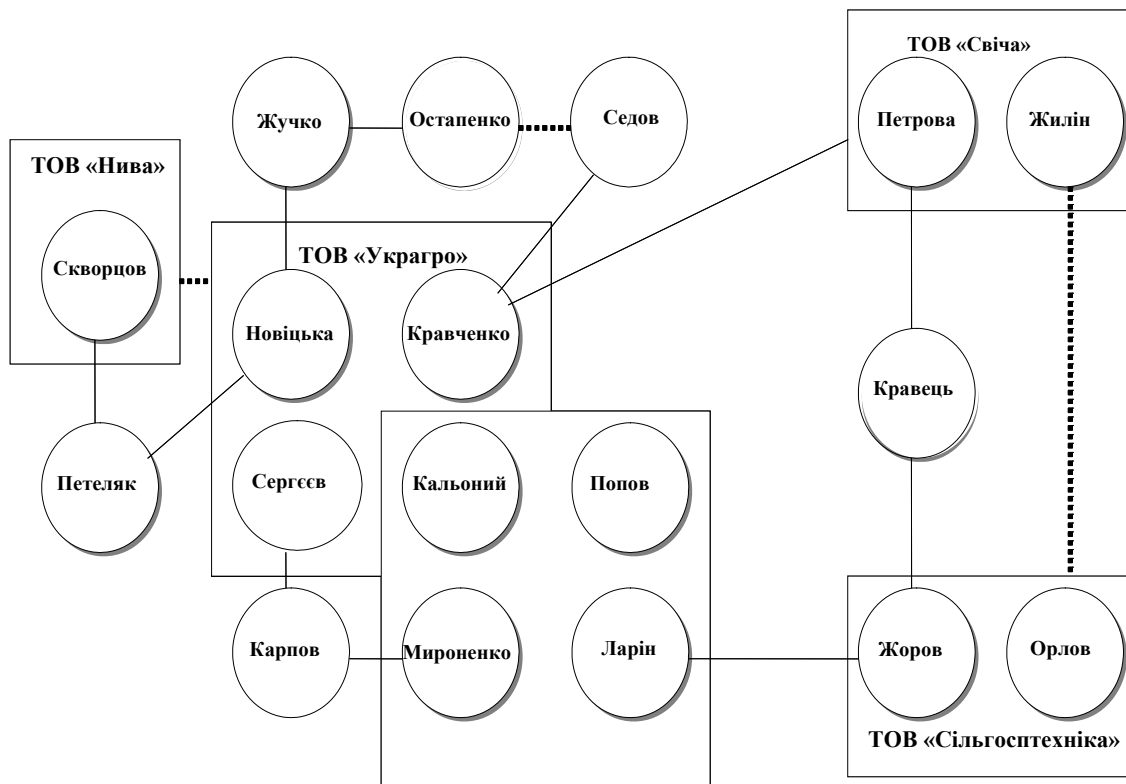 ТОВ «Свіча»
Жучко
Остапенко
Седов
Петрова
Жилін
ТОВ «Нива»
ТОВ «Украгро»
Скворцов
Новіцька
Кравченко
Кравець
Петеляк
Сергєєв
Кальоний
Попов
Карпов
Мироненко
Ларін
Жоров
Орлов
ТОВ «Сільгосптехніка»